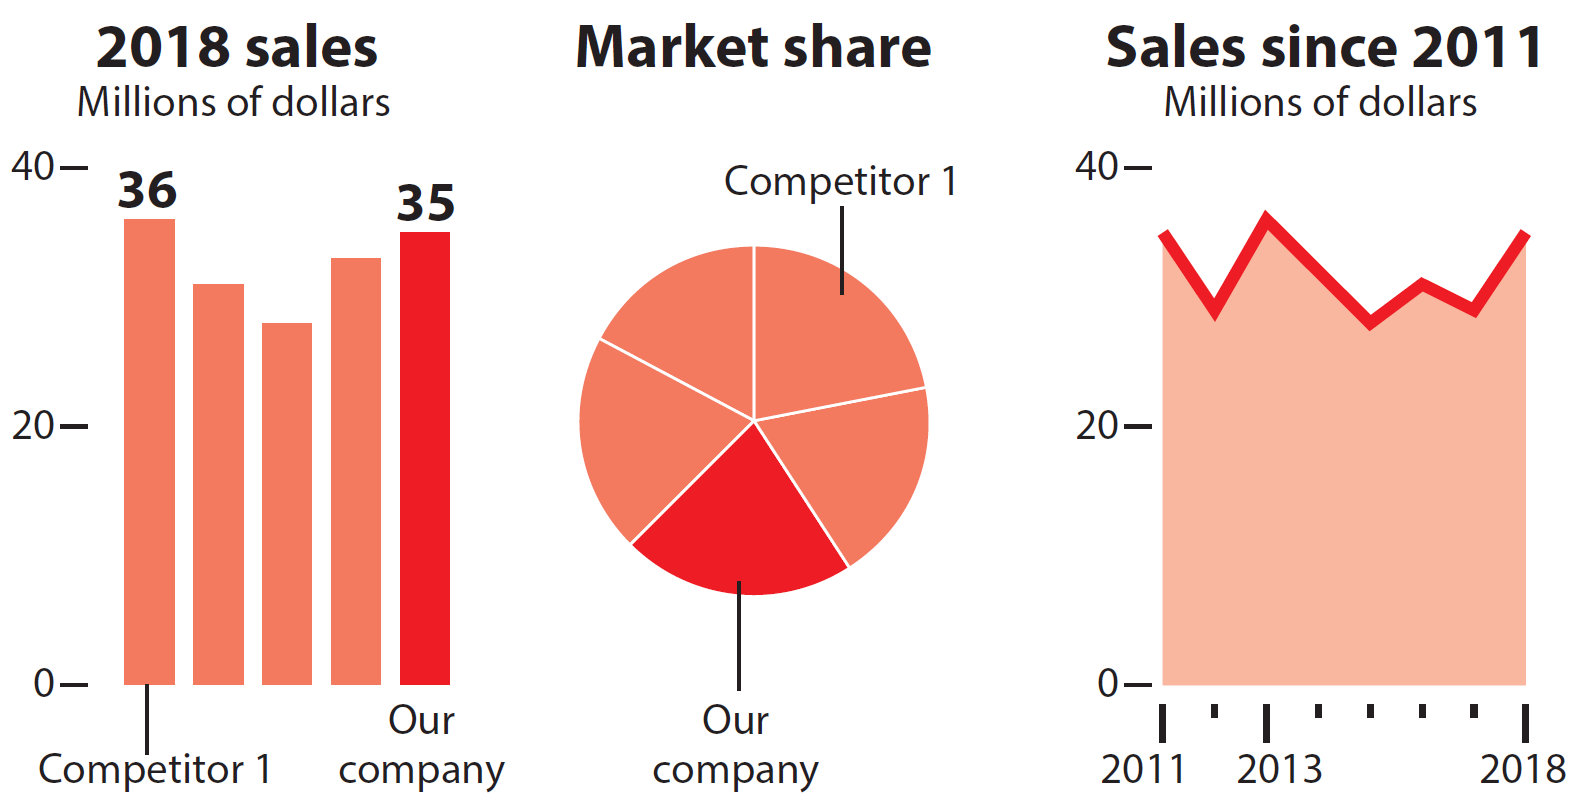 2018 sales
Millions of dollars
40
36
35
20
0
Competitor 1
Our
company
Market share
Competitor 1
Our
company
Sales since 2011
Millions of dollars
40
20
0
2011
2013
2018